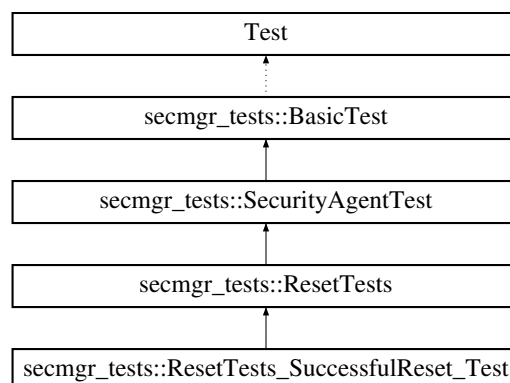 Test
secmgr_tests::BasicTest
secmgr_tests::SecurityAgentTest
secmgr_tests::ResetTests
secmgr_tests::ResetTests_SuccessfulReset_Test